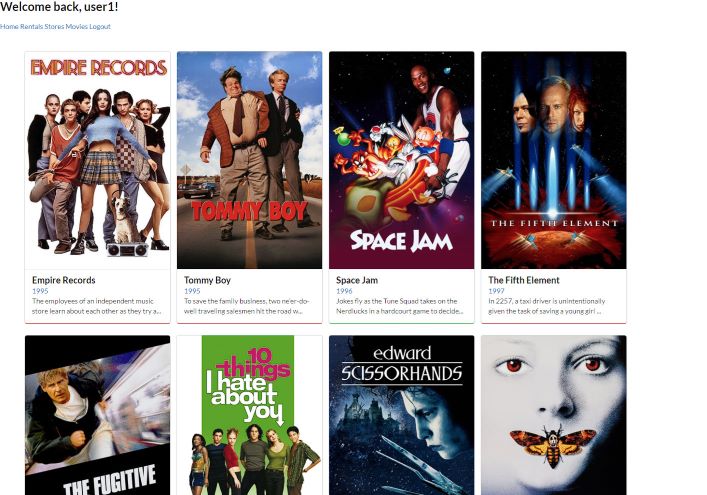 Welcome back, user1!
Home Rentals Stores Movies Logout
EMPIRE RECORDS
TOMMY BOY
SPACE JAM
THE FIFTH ELEMENT
Empire Records
1995
The employees of an independent music
store learn about each other as they try a...
Tommy Boy
1995
To save the family business, two ne'er-do-
well traveling salesmen hit the road w...
Space Jam
1996
Jokes fly as the Tune Squad takes on the
Nerdlucks in a hardcourt game to decide...
The Fifth Element
1997
In 2257, a taxi driver is unintentionally
given the task of saving a young girl ...
THE FUGITIVE
10
things
I hate
about
you
edward
SCISSORHANDS